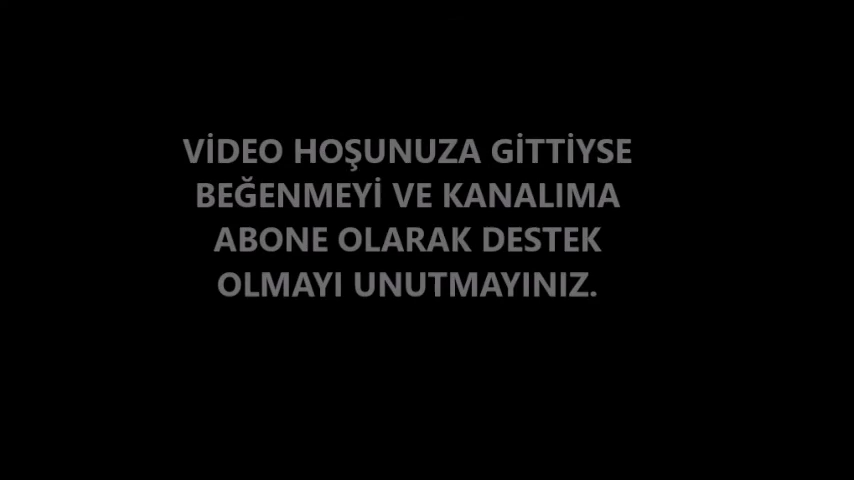 VİDEO HOŞUNUZA GİTTİYSE
BEĞENMEYİ VE KANALIMA
ABONE OLARAK DESTEK
OLMAYI UNUTMAYINIZ.